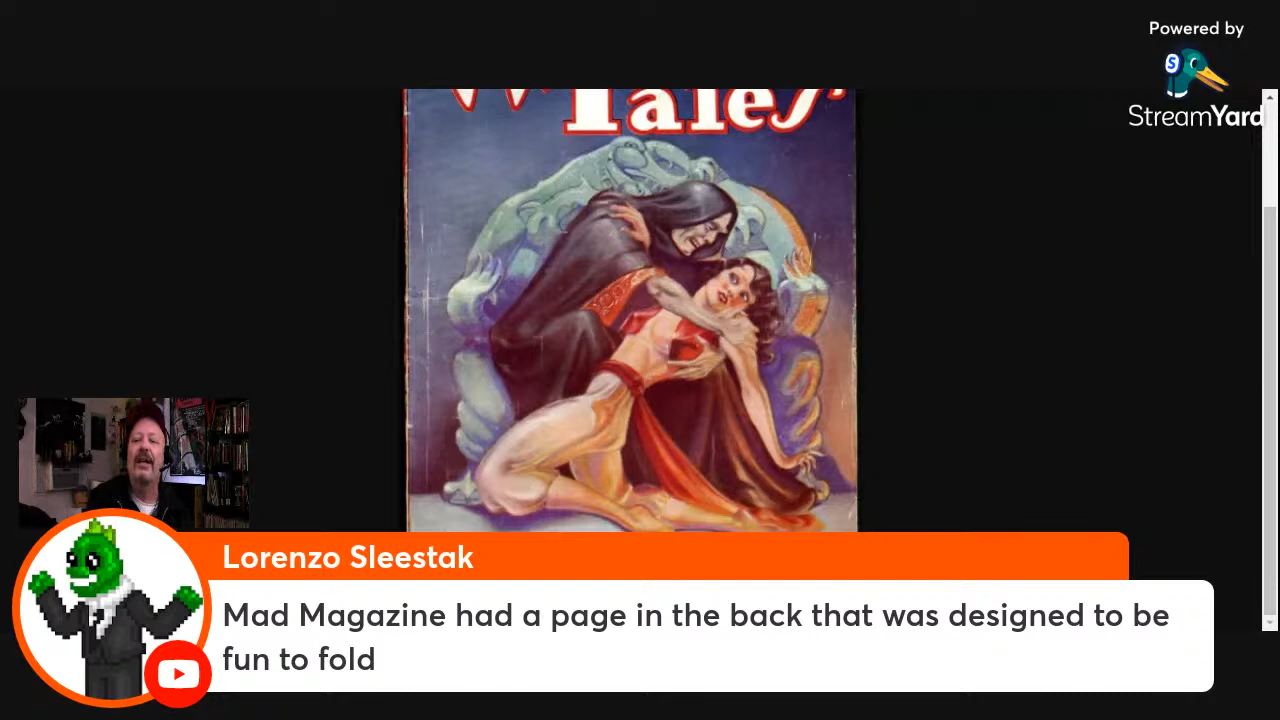 Powered by
StreamYard
Tales
Lorenzo Sleestak
Mad Magazine had a page in the back that was designed to be
fun to fold